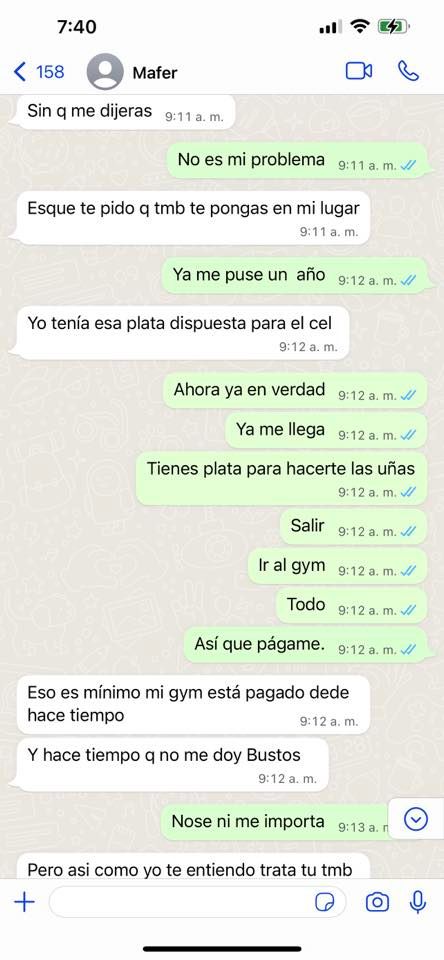 7:40
158
Mafer
Sin q me dijeras 9:11 a. m.
No es mi problema 9:11 a. m.
Esque te pido q tmb te pongas en mi lugar
9:11 a. m.
Ya me puse un año 9:12 a. m.
Yo tenía esa plata dispuesta para el cel
9:12 a. m.
Ahora ya en verdad 9:12 a. m.
Ya me llega 9:12 a. m.
Tienes plata para hacerte las uñas
9:12 a. m.
Salir 9:12 a. m.
Ir al gym 9:12 a. m.
Todo 9:12 a. m.
Así que págame. 9:12 a. m.
Eso es mínimo mi gym está pagado dede
hace tiempo 9:12 a. m.
Y hace tiempo q no me doy Bustos
9:12 a. m.
Nose ni me importa 9:13 a. m
Pero asi como yo te entiendo trata tu tmb